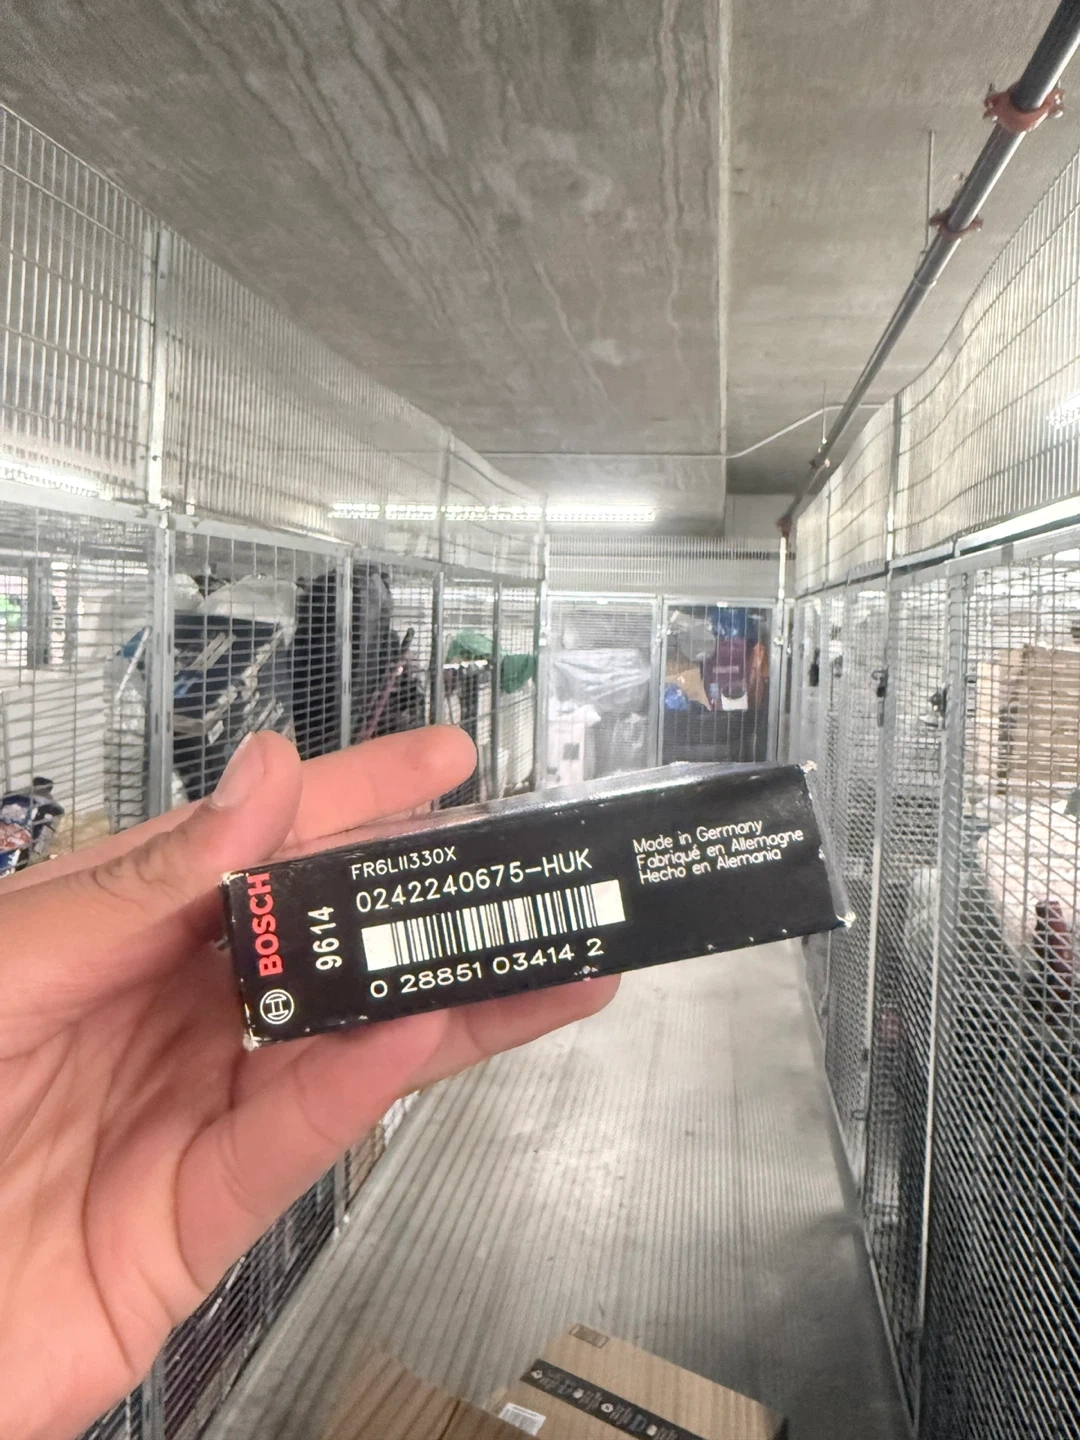 BOSCH
9614
FR6LII330X
0242240675-HUK
0 28851 03414 2
Made in Germany
Fabriqué en Allemagne
Hecho en Alemania